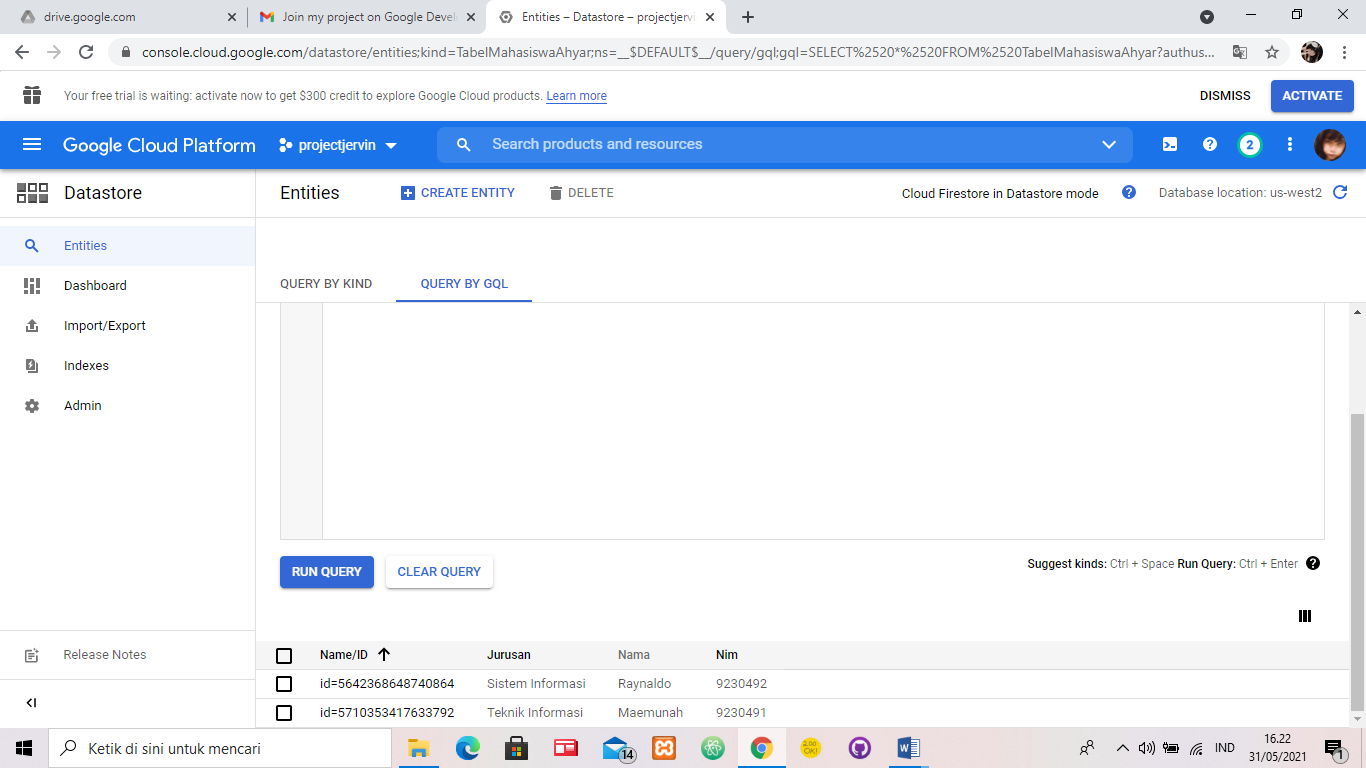 drive.google.com
Join my project on Google Devel
Entities – Datastore – projectjervi
console.cloud.google.com/datastore/entities;kind=TabelMahasiswaAhyar;ns=__$DEFAULT$__/query/gql;gql=SELECT%2520*%2520FROM%2520TabelMahasiswaAhyar?authus...
Your free trial is waiting: activate now to get $300 credit to explore Google Cloud products. Learn more
DISMISS
ACTIVATE
Google Cloud Platform
projectjervin
Search products and resources
2
Datastore
Entities
CREATE ENTITY
DELETE
Cloud Firestore in Datastore mode
Database location: us-west2
Entities
Dashboard
Import/Export
Indexes
Admin
QUERY BY KIND
QUERY BY GQL
RUN QUERY
CLEAR QUERY
Suggest kinds: Ctrl + Space Run Query: Ctrl + Enter
Name/ID Jurusan Nama Nim
id=5642368648740864 Sistem Informasi Raynaldo 9230492
id=5710353417633792 Teknik Informasi Maemunah 9230491
Release Notes
Ketik di sini untuk mencari
14
IND
16.22
31/05/2021
1